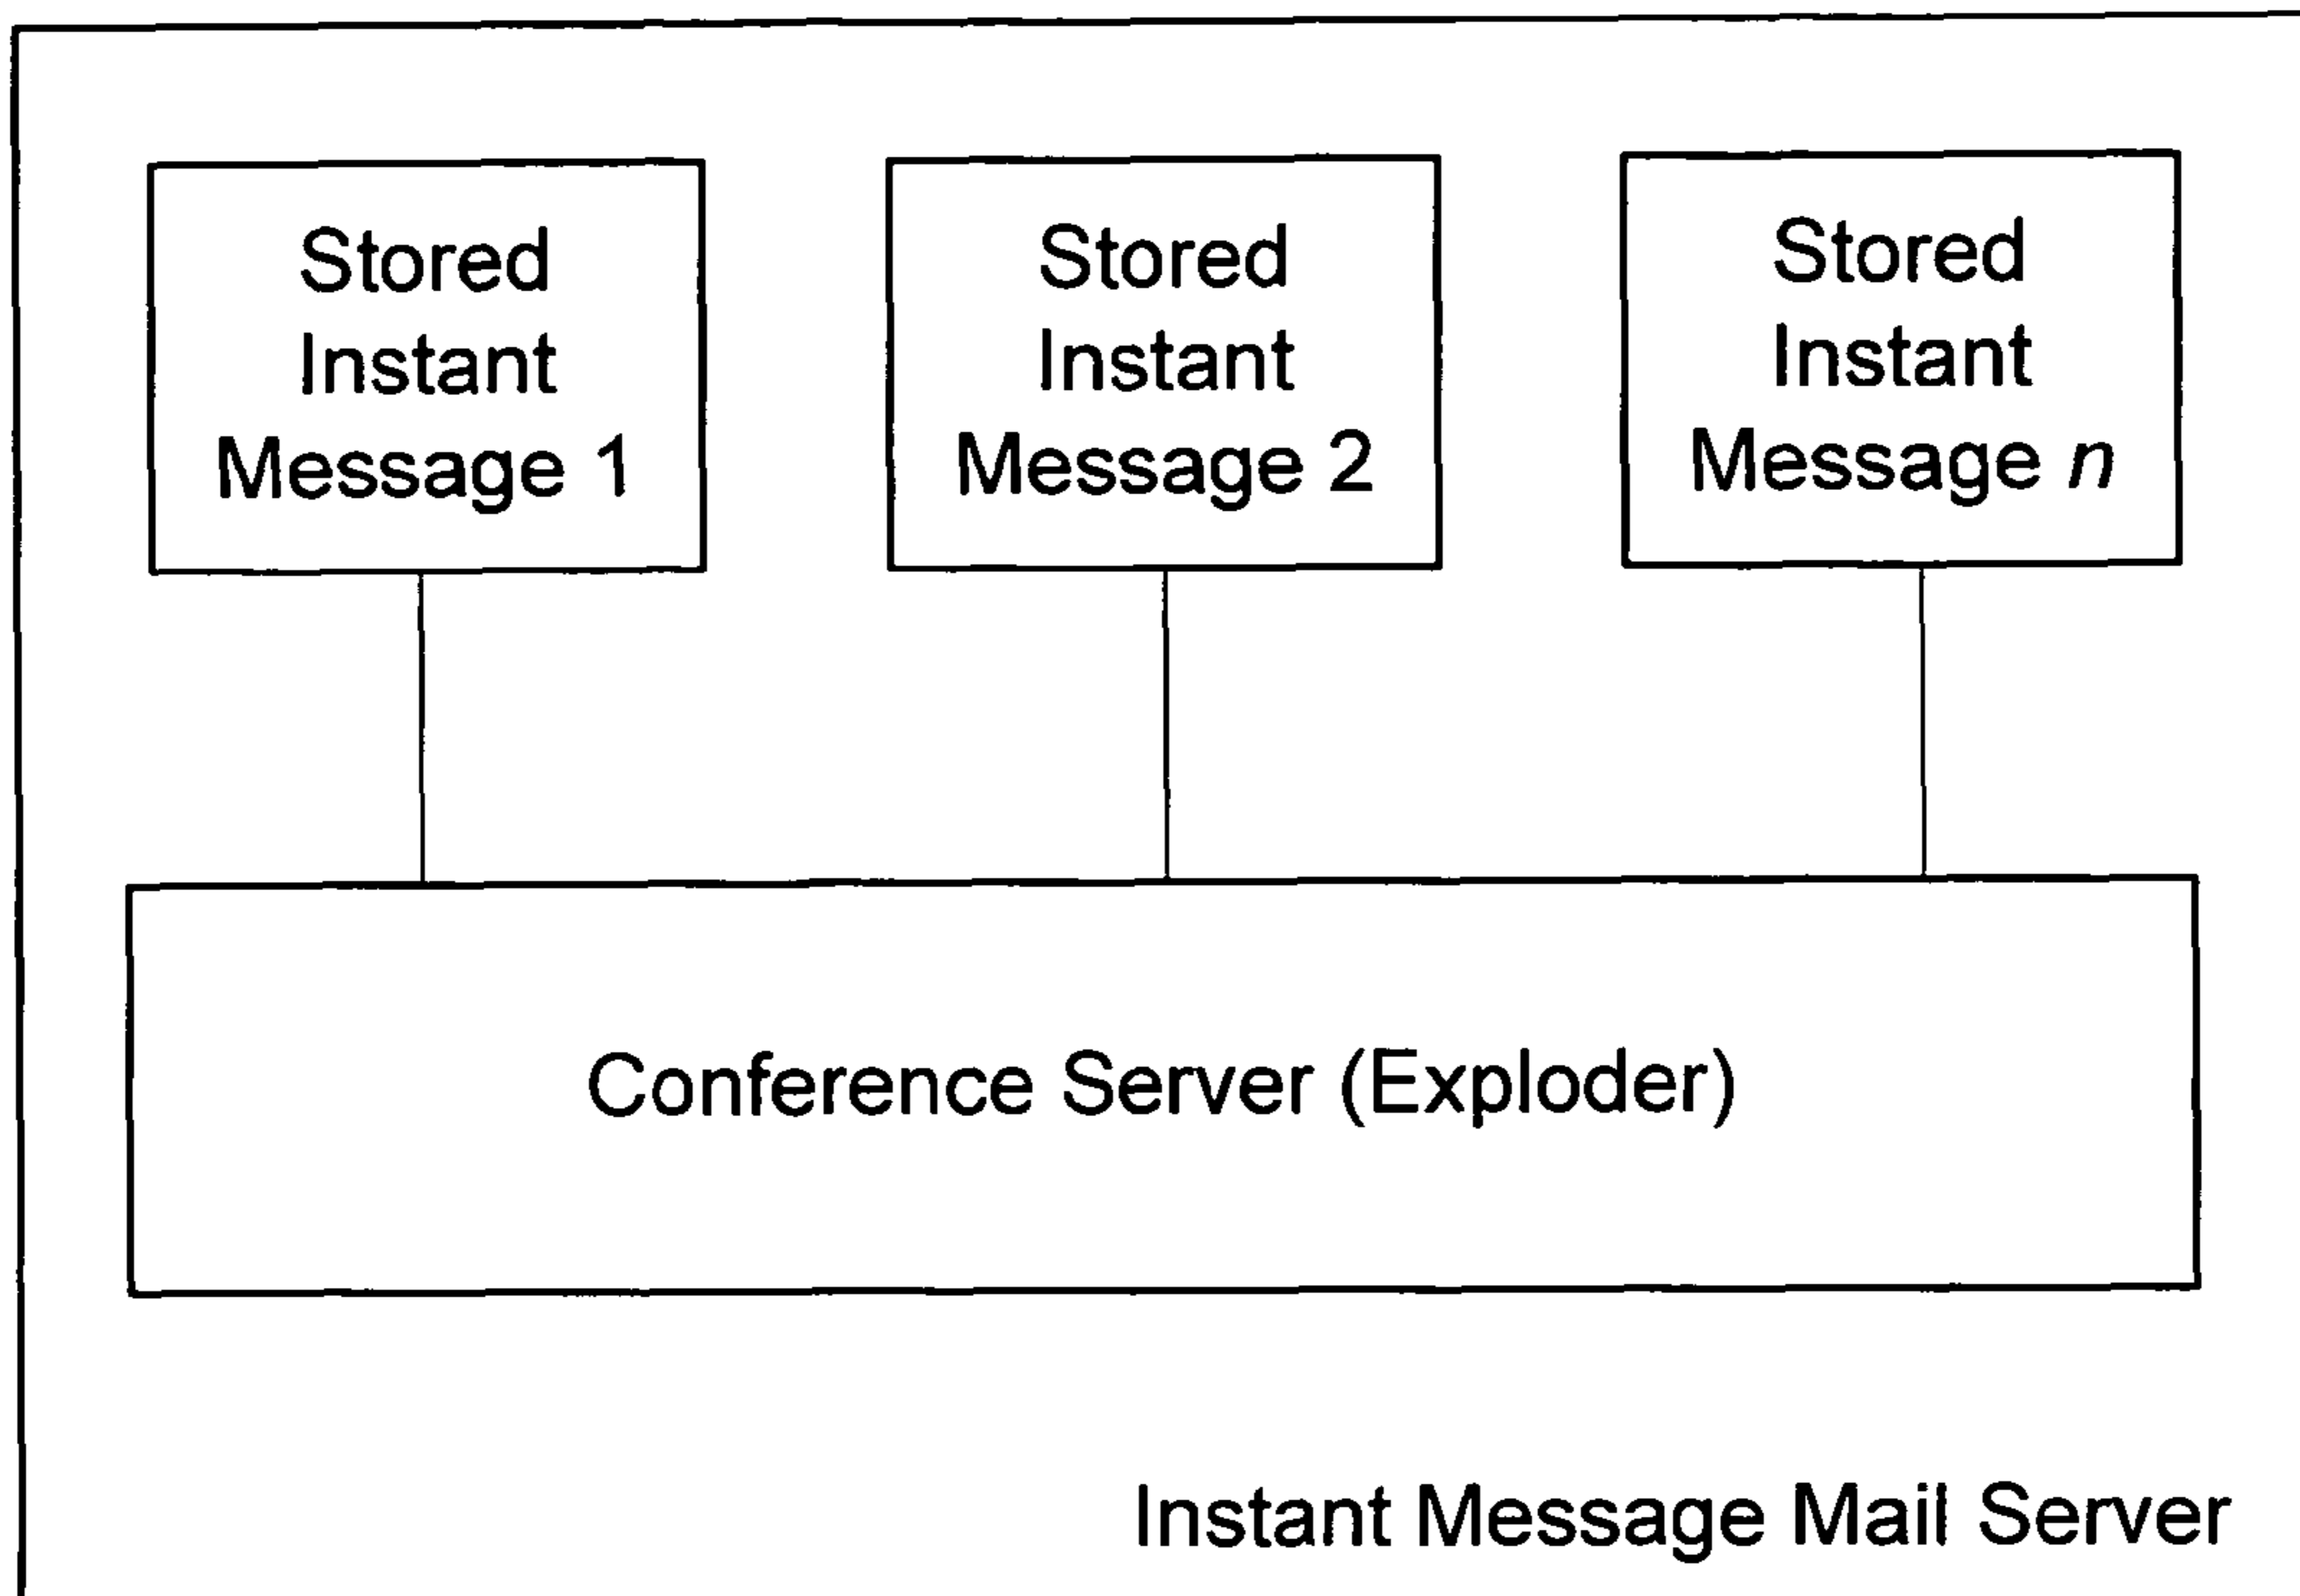 Stored
Instant
Message 1
Stored
Instant
Message 2
Stored
Instant
Message n
Conference Server (Exploder)
Instant Message Mail Server